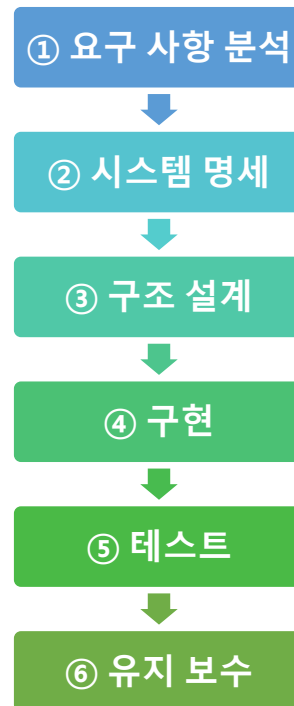 ① 요구 사항 분석
② 시스템 명세
③ 구조 설계
④ 구현
⑤ 테스트
⑥ 유지 보수